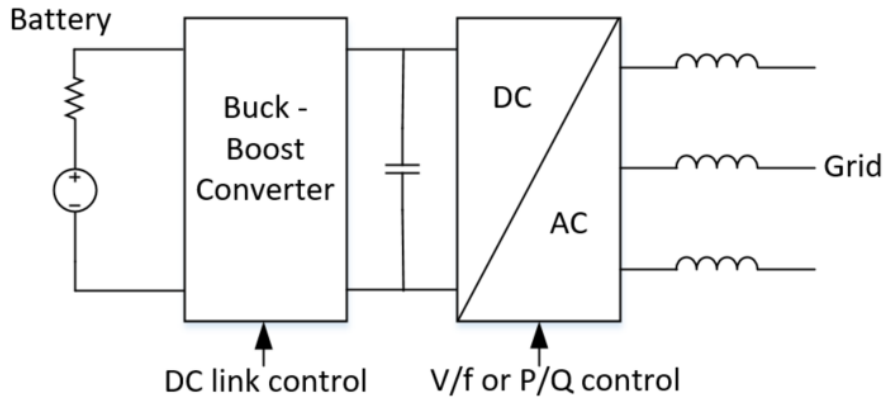 Battery
Buck -
Boost
Converter
+
−
DC
AC
Grid
DC link control
V/f or P/Q control